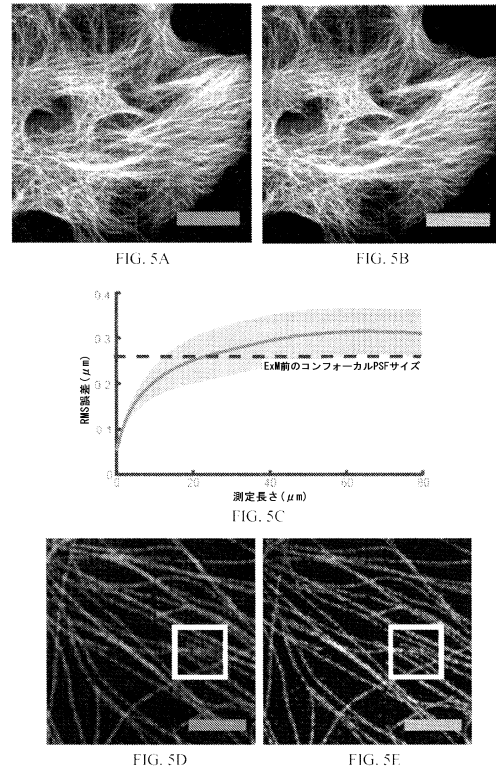 FIG. 5A
FIG. 5B
0.4
0.3
0.2
0.1
0
RMS誤差(μm)
ExM前のコンフォーカルPSFサイズ
0
20
40
60
80
測定長さ(μm)
FIG. 5C
FIG. 5D
FIG. 5E